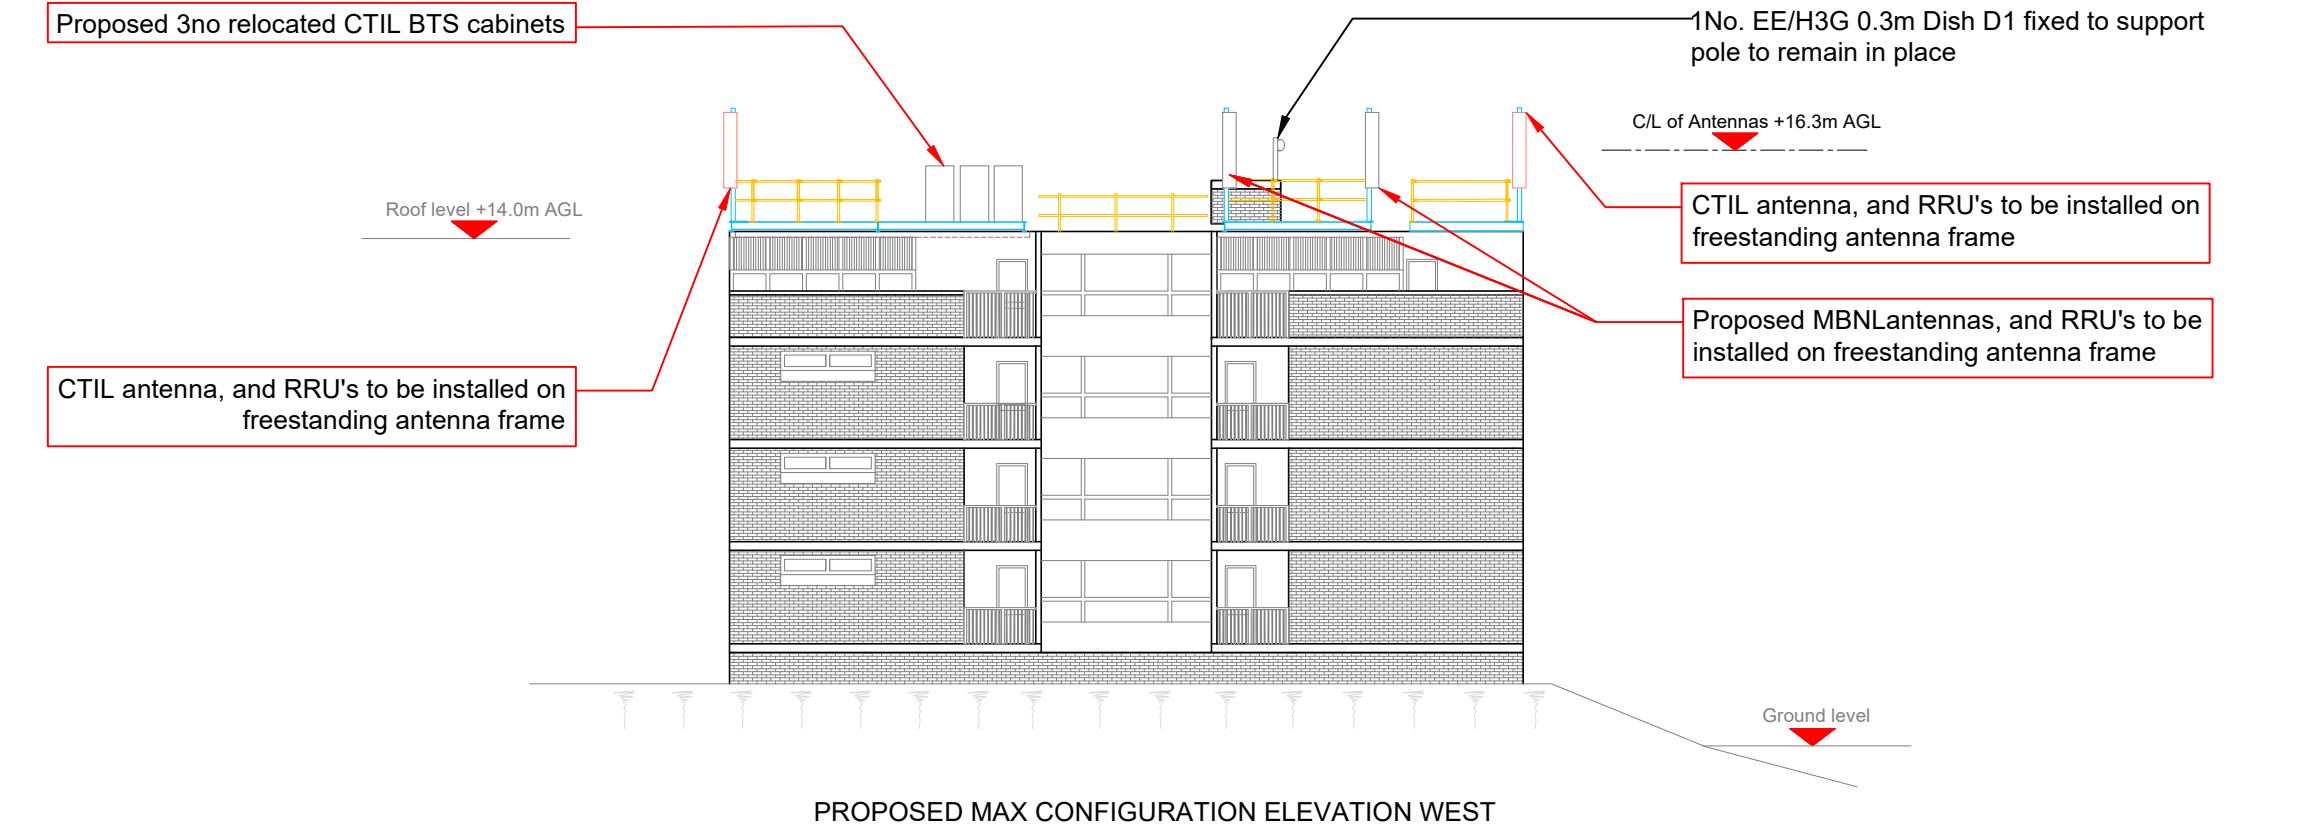 Proposed 3no relocated CTIL BTS cabinets
1No. EE/H3G 0.3m Dish D1 fixed to support
pole to remain in place
C/L of Antennas +16.3m AGL
Roof level +14.0m AGL
CTIL antenna, and RRU's to be installed on
freestanding antenna frame
Proposed MBNLantennas, and RRU's to be
installed on freestanding antenna frame
CTIL antenna, and RRU's to be installed on
freestanding antenna frame
Ground level
PROPOSED MAX CONFIGURATION ELEVATION WEST